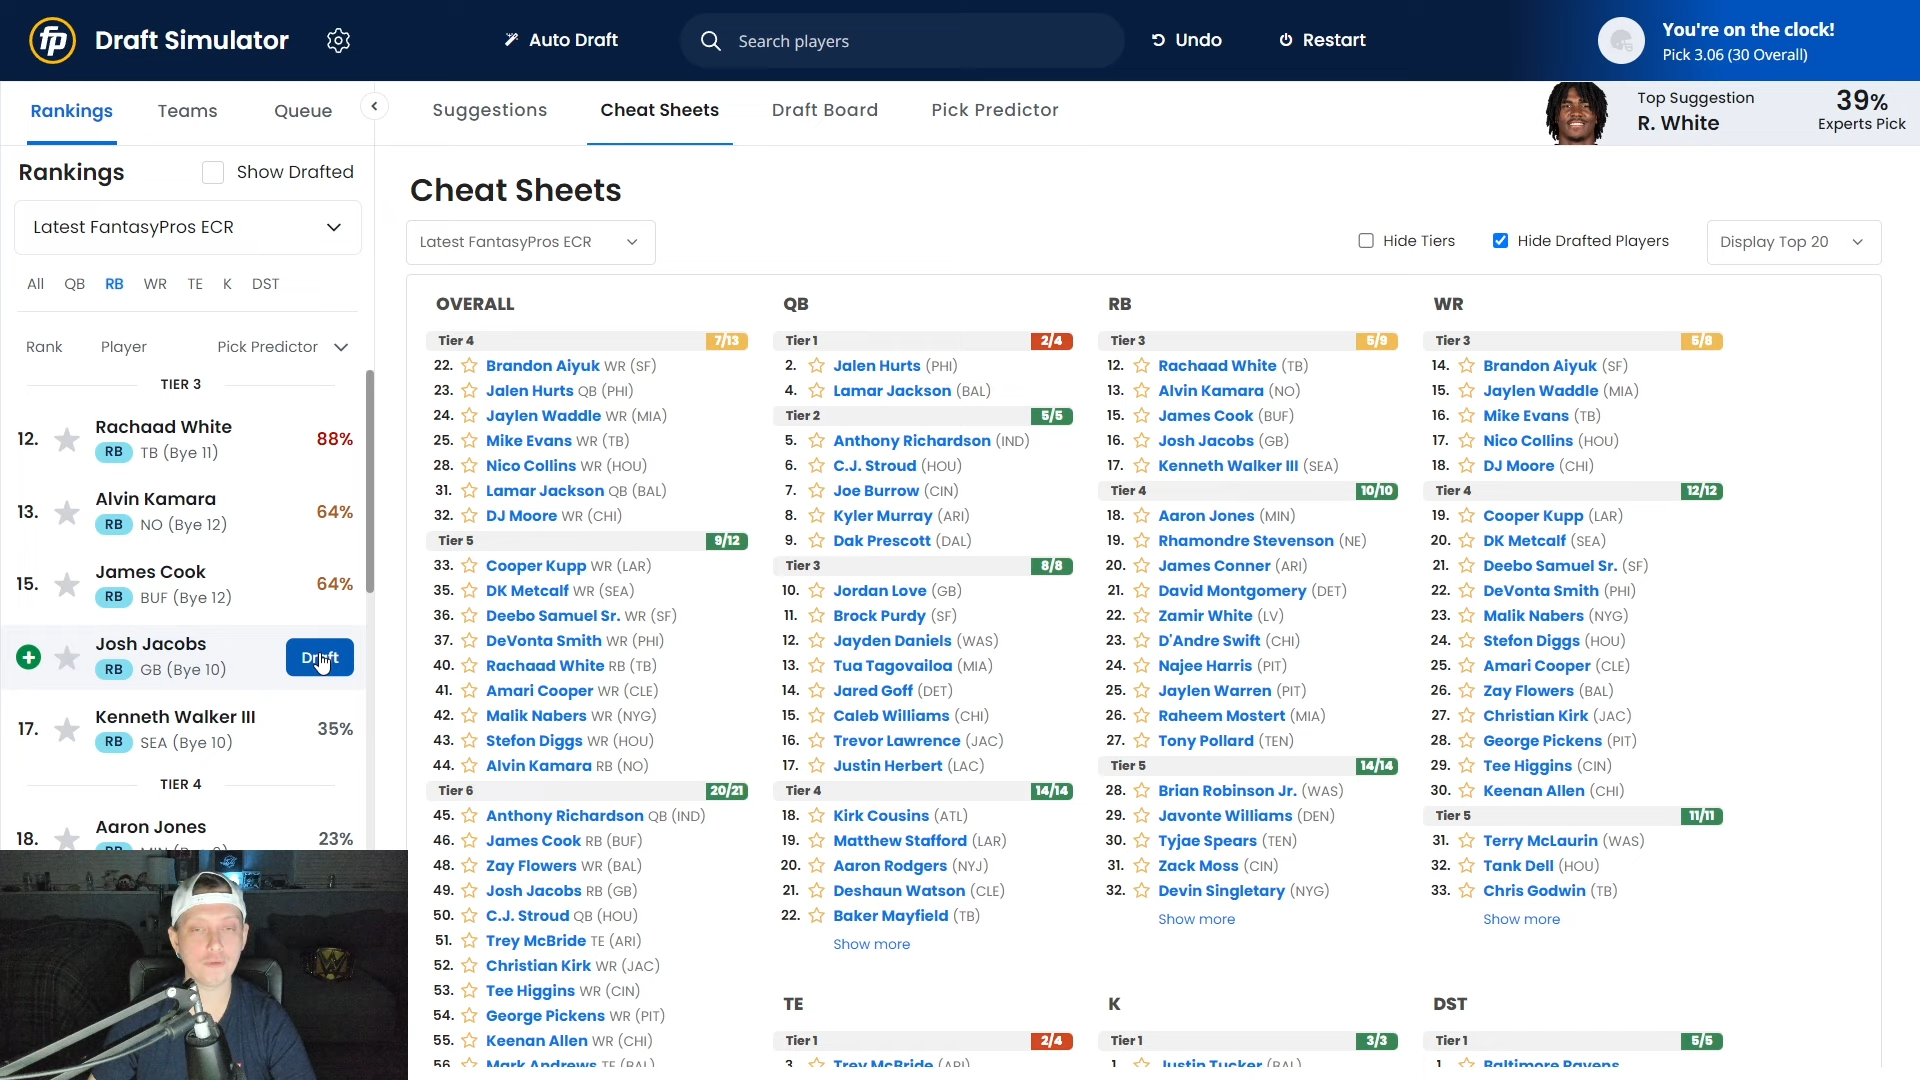 fp Draft Simulator
Auto Draft
Search players
Undo
Restart
You're on the clock!
Pick 3.06 (30 Overall)
Rankings Teams Queue
Suggestions Cheat Sheets Draft Board Pick Predictor
Top Suggestion
R. White
39%
Experts Pick
Rankings
Show Drafted
Latest FantasyPros ECR
All QB RB WR TE K DST
Rank Player Pick Predictor
TIER 3
12. Rachaad White 88%
RB TB (Bye 11)
13. Alvin Kamara 64%
RB NO (Bye 12)
15. James Cook 64%
RB BUF (Bye 12)
Josh Jacobs
RB GB (Bye 10)
17. Kenneth Walker III 35%
RB SEA (Bye 10)
TIER 4
18. Aaron Jones 23%
Cheat Sheets
Latest FantasyPros ECR
Hide Tiers
Hide Drafted Players
Display Top 20
OVERALL
Tier 4 7/13
22. Brandon Aiyuk WR (SF)
23. Jalen Hurts QB (PHI)
24. Jaylen Waddle WR (MIA)
25. Mike Evans WR (TB)
28. Nico Collins WR (HOU)
31. Lamar Jackson QB (BAL)
32. DJ Moore WR (CHI)
Tier 5 9/12
33. Cooper Kupp WR (LAR)
35. DK Metcalf WR (SEA)
36. Deebo Samuel Sr. WR (SF)
37. DeVonta Smith WR (PHI)
40. Rachaad White RB (TB)
41. Amari Cooper WR (CLE)
42. Malik Nabers WR (NYG)
43. Stefon Diggs WR (HOU)
44. Alvin Kamara RB (NO)
Tier 6 20/21
45. Anthony Richardson QB (IND)
46. James Cook RB (BUF)
48. Zay Flowers WR (BAL)
49. Josh Jacobs RB (GB)
50. C.J. Stroud QB (HOU)
51. Trey McBride TE (ARI)
52. Christian Kirk WR (JAC)
53. Tee Higgins WR (CIN)
54. George Pickens WR (PIT)
55. Keenan Allen WR (CHI)
56. Mark Andrews TE (BAL)
QB
Tier 1 2/4
2. Jalen Hurts (PHI)
4. Lamar Jackson (BAL)
Tier 2 5/5
5. Anthony Richardson (IND)
6. C.J. Stroud (HOU)
7. Joe Burrow (CIN)
8. Kyler Murray (ARI)
9. Dak Prescott (DAL)
Tier 3 8/8
10. Jordan Love (GB)
11. Brock Purdy (SF)
12. Jayden Daniels (WAS)
13. Tua Tagovailoa (MIA)
14. Jared Goff (DET)
15. Caleb Williams (CHI)
16. Trevor Lawrence (JAC)
17. Justin Herbert (LAC)
Tier 4 14/14
18. Kirk Cousins (ATL)
19. Matthew Stafford (LAR)
20. Aaron Rodgers (NYJ)
21. Deshaun Watson (CLE)
22. Baker Mayfield (TB)
Show more
RB
Tier 3 5/9
12. Rachaad White (TB)
13. Alvin Kamara (NO)
15. James Cook (BUF)
16. Josh Jacobs (GB)
17. Kenneth Walker III (SEA)
Tier 4 10/10
18. Aaron Jones (MIN)
19. Rhamondre Stevenson (NE)
20. James Conner (ARI)
21. David Montgomery (DET)
22. Zamir White (LV)
23. D'Andre Swift (CHI)
24. Najee Harris (PIT)
25. Jaylen Warren (PIT)
26. Raheem Mostert (MIA)
27. Tony Pollard (TEN)
Tier 5 14/14
28. Brian Robinson Jr. (WAS)
29. Javonte Williams (DEN)
30. Tyjae Spears (TEN)
31. Zack Moss (CIN)
32. Devin Singletary (NYG)
Show more
WR
Tier 3 5/8
14. Brandon Aiyuk (SF)
15. Jaylen Waddle (MIA)
16. Mike Evans (TB)
17. Nico Collins (HOU)
18. DJ Moore (CHI)
Tier 4 12/12
19. Cooper Kupp (LAR)
20. DK Metcalf (SEA)
21. Deebo Samuel Sr. (SF)
22. DeVonta Smith (PHI)
23. Malik Nabers (NYG)
24. Stefon Diggs (HOU)
25. Amari Cooper (CLE)
26. Zay Flowers (BAL)
27. Christian Kirk (JAC)
28. George Pickens (PIT)
29. Tee Higgins (CIN)
30. Keenan Allen (CHI)
Tier 5 11/11
31. Terry McLaurin (WAS)
32. Tank Dell (HOU)
33. Chris Godwin (TB)
Show more
TE
Tier 1 2/4
3. Trey McBride (ARI)
K
Tier 1 3/3
1. Justin Tucker (BAL)
DST
Tier 1 5/5
1. Baltimore Ravens